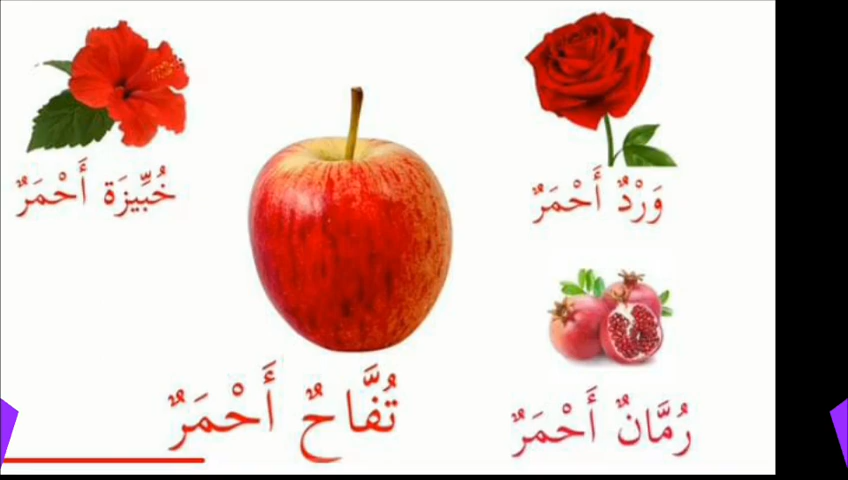 خُبِّيزَة أَحْمَرٌ
وَرْدٌ أَحْمَرٌ
تُفَّاحٌ أَحْمَرٌ
رُمَّانٌ أَحْمَرٌ